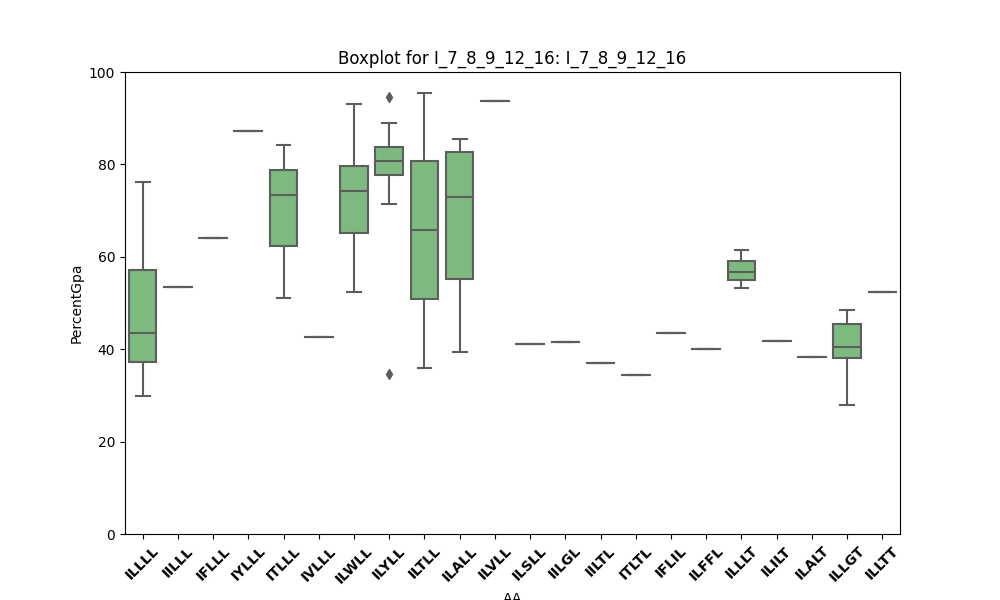 Boxplot for I_7_8_9_12_16: I_7_8_9_12_16
100
80
60
40
20
0
PercentGpa
ILLLL
IILLL
IFLLL
IYLLL
ITLLL
IVLLL
ILWLL
ILYLL
ILTLL
ILALL
ILVLL
ILSLL
IILGL
IILTL
ITLTL
IFLIL
ILFFL
ILLLT
ILILT
ILALT
ILLGT
ILLTT
AA